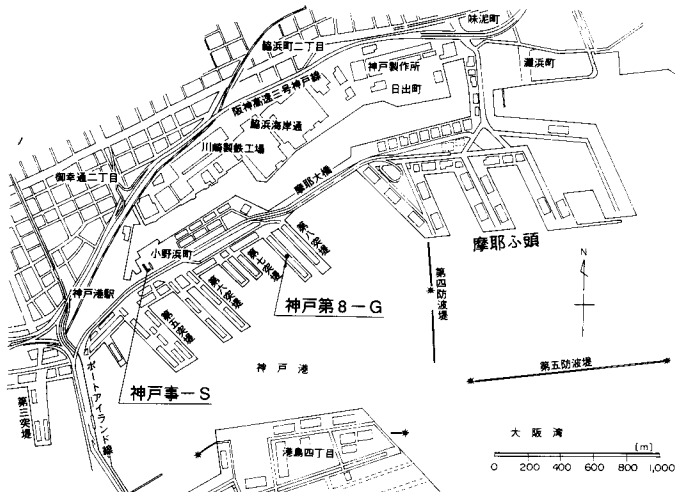 味泥町
脇浜町二丁目
灘浜町
神戸製作所
阪神高速三号神戸線
日出町
脇浜海岸通
川崎製鉄工場
御幸通二丁目
摩耶大橋
小野浜町
摩耶ふ頭
第八突堤
第七突堤
N
神戸港駅
第六突堤
第四防波堤
神戸第8－G
第五突堤
第五防波堤
神戸港
ポートアイランド線
神戸事－S
第三突堤
大阪湾
港島四丁目
[m]
0 200 400 600 800 1,000